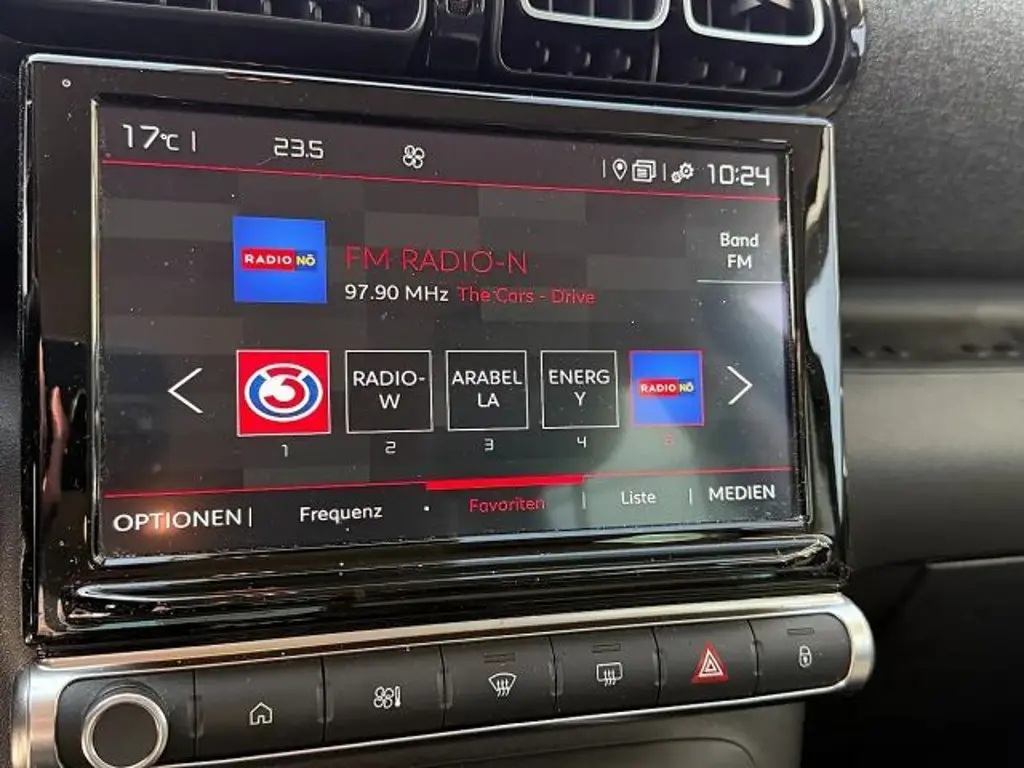 17°C | 23.5 10:24
Band
FM
RADIO NÖ
FM RADIO-N
97.90 MHz The Cars - Drive
3
RADIO-
W
ARABEL
LA
ENERG
Y
RADIO NÖ
1 2 3 4
OPTIONEN | Frequenz Favoriten | Liste | MEDIEN